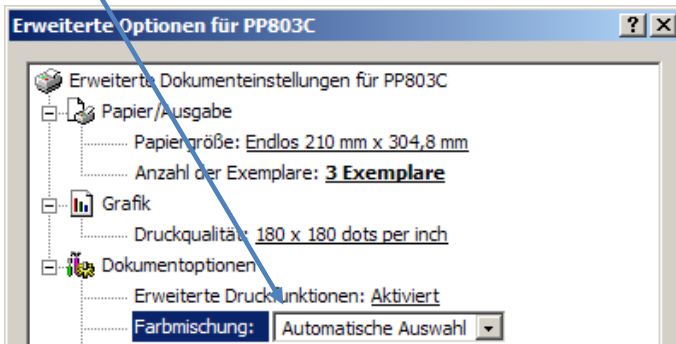 Erweiterte Optionen für PP803C
Erweiterte Dokumenteinstellungen für PP803C
Papier/Ausgabe
Papiergröße: Endlos 210 mm x 304,8 mm
Anzahl der Exemplare: 3 Exemplare
Grafik
Druckqualität: 180 x 180 dots per inch
Dokumentoptionen
Erweiterte Druckfunktionen: Aktiviert
Farbmischung: Automatische Auswahl